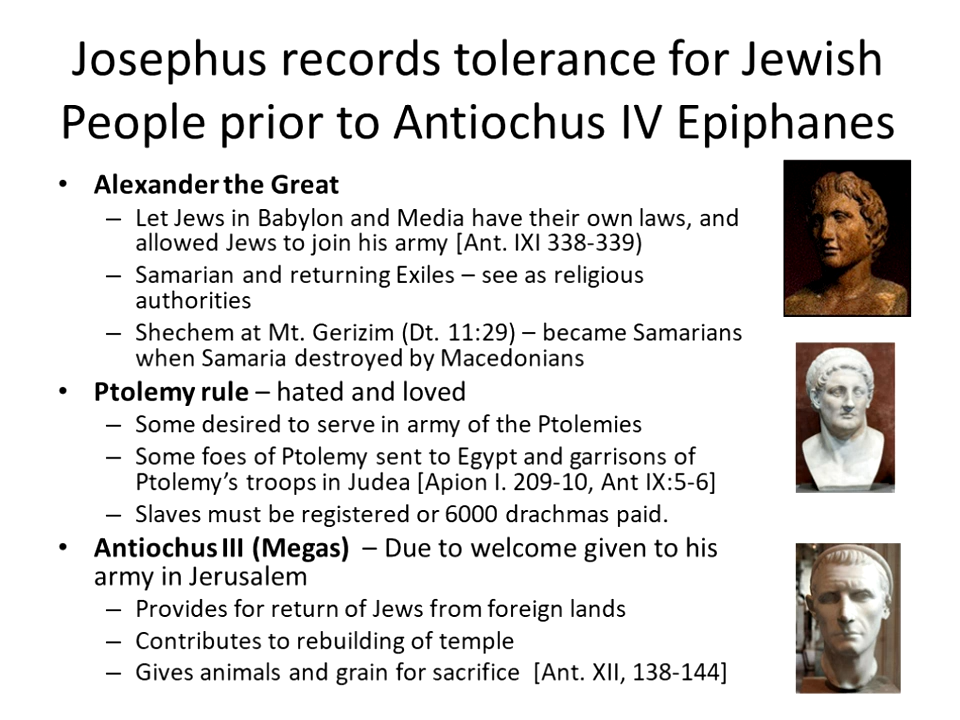 Josephus records tolerance for Jewish
People prior to Antiochus IV Epiphanes
• Alexander the Great
– Let Jews in Babylon and Media have their own laws, and
allowed Jews to join his army [Ant. IXI 338-339)
– Samarian and returning Exiles – see as religious
authorities
– Shechem at Mt. Gerizim (Dt. 11:29) – became Samarians
when Samaria destroyed by Macedonians
• Ptolemy rule – hated and loved
– Some desired to serve in army of the Ptolemies
– Some foes of Ptolemy sent to Egypt and garrisons of
Ptolemy's troops in Judea [Apion I. 209-10, Ant IX:5-6]
– Slaves must be registered or 6000 drachmas paid.
• Antiochus III (Megas) – Due to welcome given to his
army in Jerusalem
– Provides for return of Jews from foreign lands
– Contributes to rebuilding of temple
– Gives animals and grain for sacrifice [Ant. XII, 138-144]